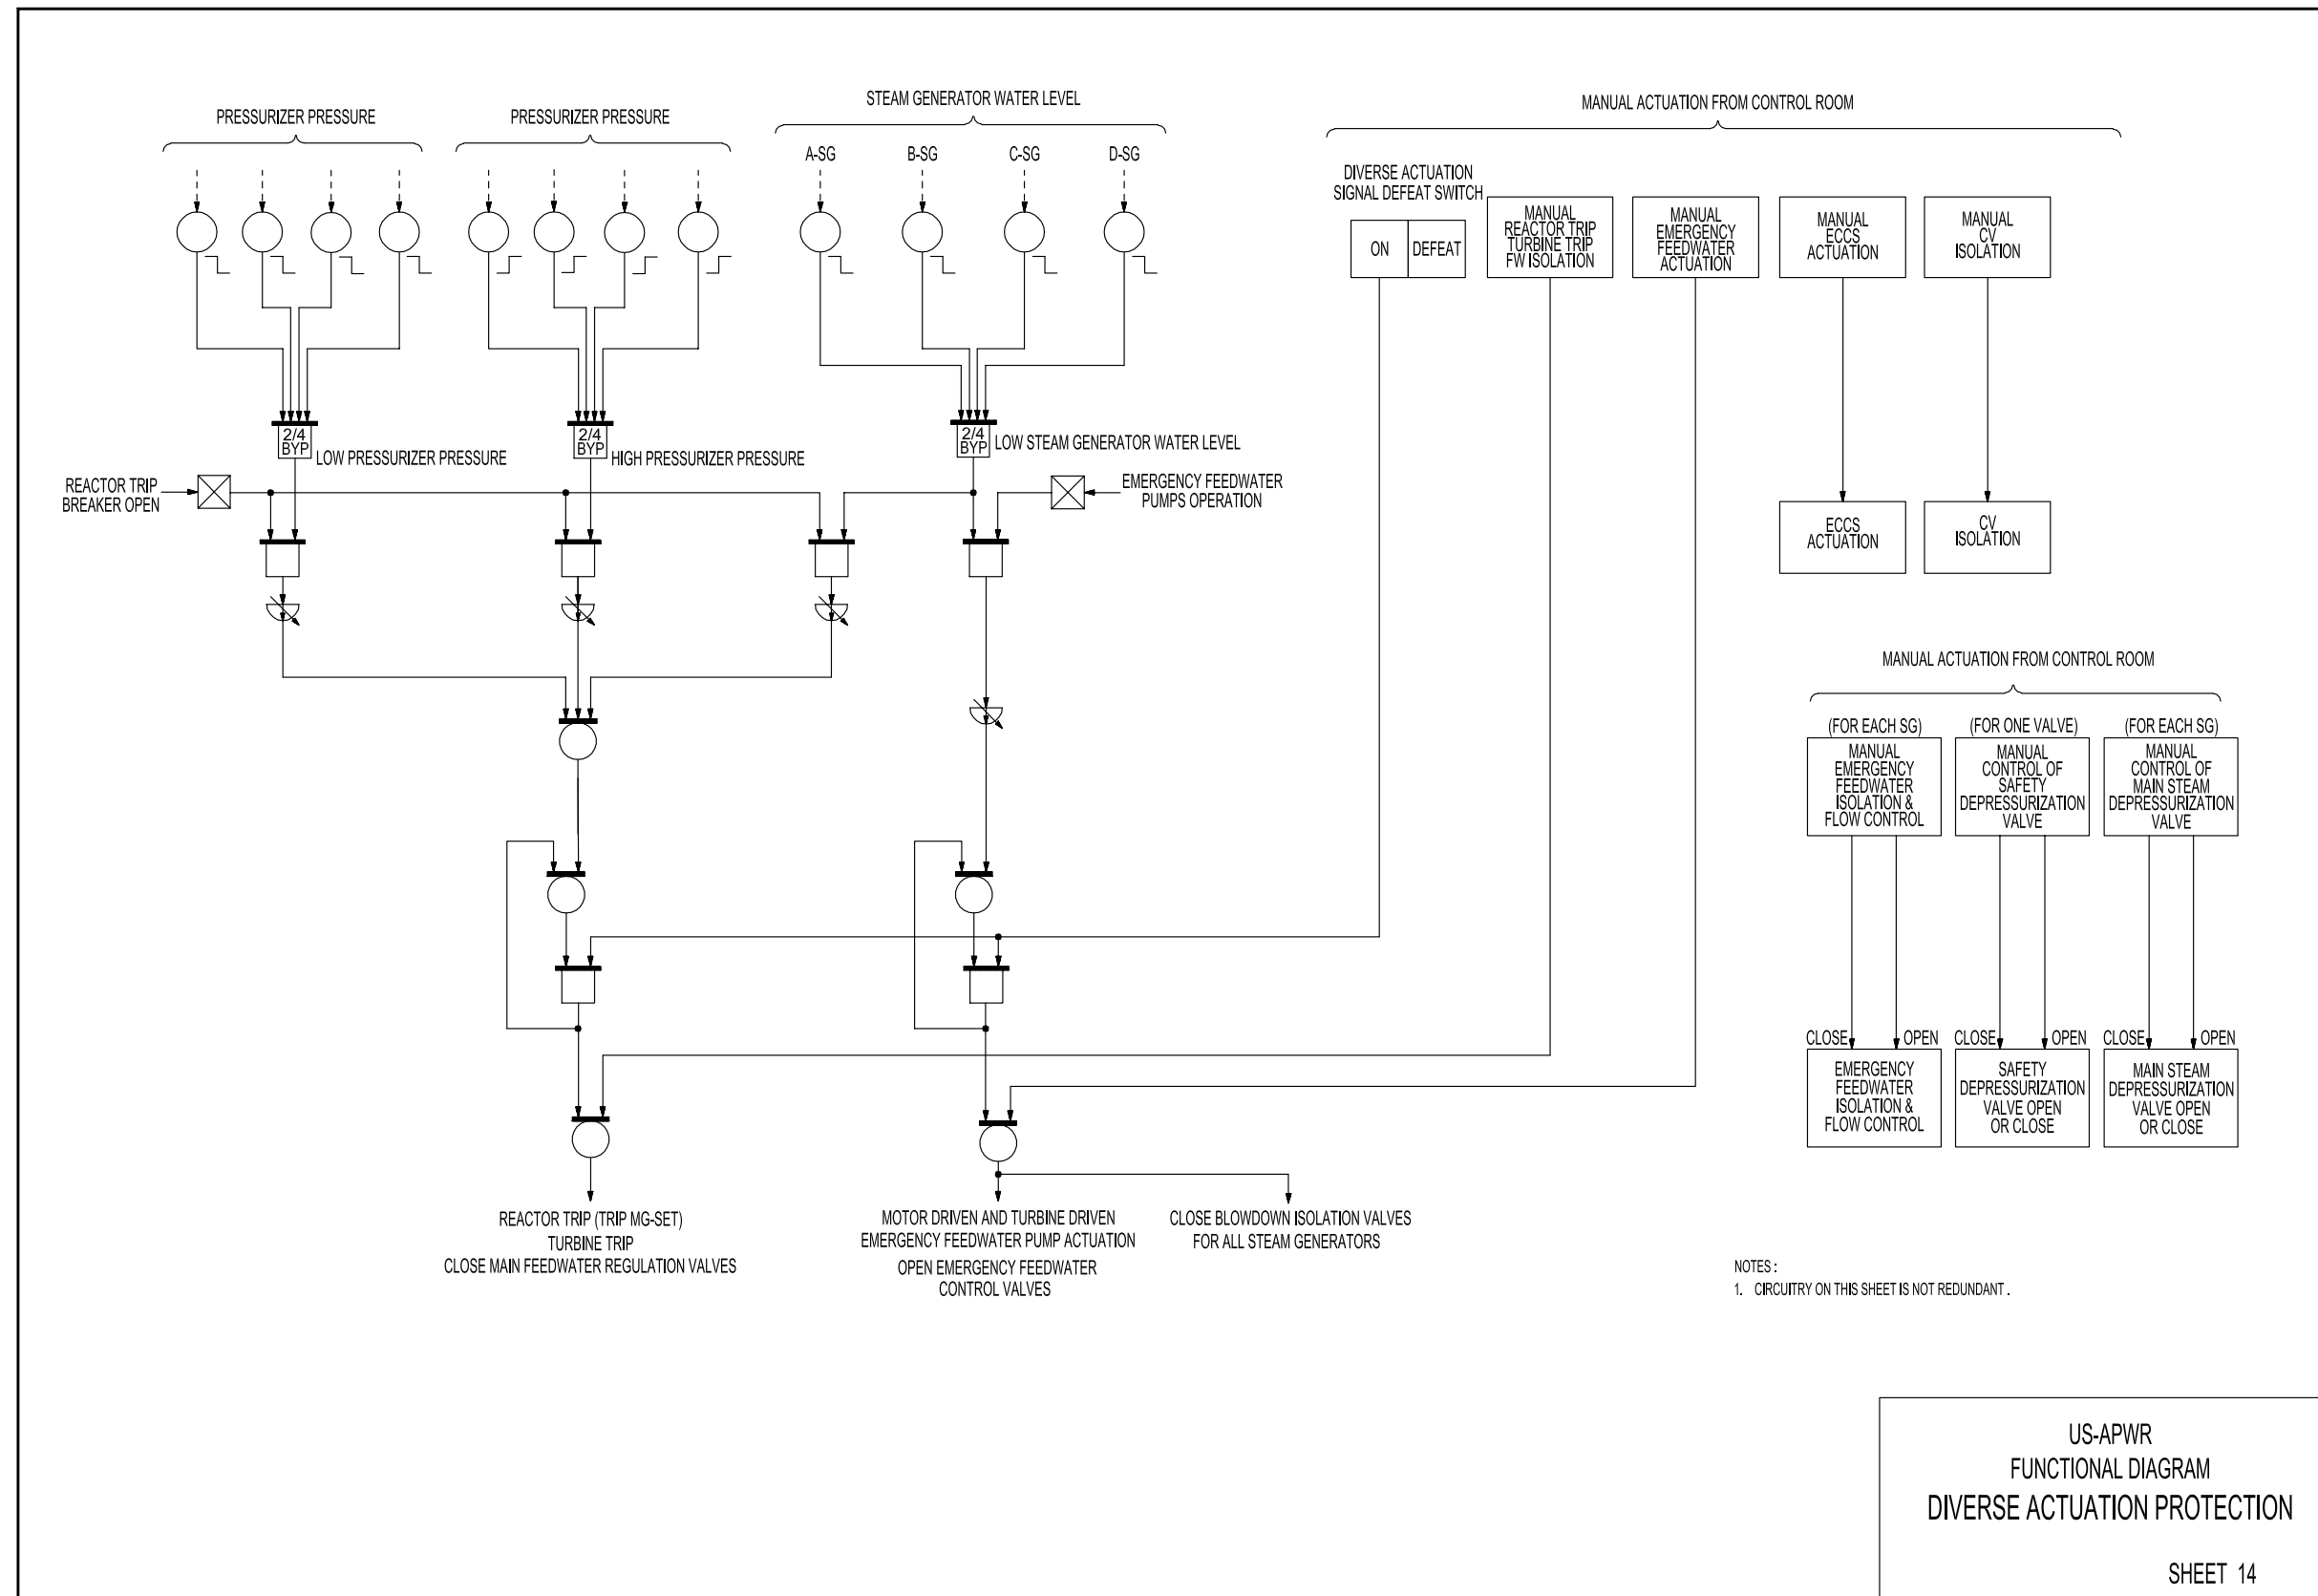 PRESSURIZER PRESSURE
PRESSURIZER PRESSURE
STEAM GENERATOR WATER LEVEL
A-SG
B-SG
C-SG
D-SG
MANUAL ACTUATION FROM CONTROL ROOM
DIVERSE ACTUATION
SIGNAL DEFEAT SWITCH
ON
DEFEAT
MANUAL
REACTOR TRIP
TURBINE TRIP
FW ISOLATION
MANUAL
EMERGENCY
FEEDWATER
ACTUATION
MANUAL
ECCS
ACTUATION
MANUAL
CV
ISOLATION
2/4
BYP
LOW PRESSURIZER PRESSURE
2/4
BYP
HIGH PRESSURIZER PRESSURE
2/4
BYP
LOW STEAM GENERATOR WATER LEVEL
REACTOR TRIP
BREAKER OPEN
EMERGENCY FEEDWATER
PUMPS OPERATION
ECCS
ACTUATION
CV
ISOLATION
MANUAL ACTUATION FROM CONTROL ROOM
(FOR EACH SG)
MANUAL
EMERGENCY
FEEDWATER
ISOLATION &
FLOW CONTROL
(FOR ONE VALVE)
MANUAL
CONTROL OF
SAFETY
DEPRESSURIZATION
VALVE
(FOR EACH SG)
MANUAL
CONTROL OF
MAIN STEAM
DEPRESSURIZATION
VALVE
CLOSE
OPEN
CLOSE
OPEN
CLOSE
OPEN
EMERGENCY
FEEDWATER
ISOLATION &
FLOW CONTROL
SAFETY
DEPRESSURIZATION
VALVE OPEN
OR CLOSE
MAIN STEAM
DEPRESSURIZATION
VALVE OPEN
OR CLOSE
REACTOR TRIP (TRIP MG-SET)
TURBINE TRIP
CLOSE MAIN FEEDWATER REGULATION VALVES
MOTOR DRIVEN AND TURBINE DRIVEN
EMERGENCY FEEDWATER PUMP ACTUATION
OPEN EMERGENCY FEEDWATER
CONTROL VALVES
CLOSE BLOWDOWN ISOLATION VALVES
FOR ALL STEAM GENERATORS
NOTES :
1. CIRCUITRY ON THIS SHEET IS NOT REDUNDANT .
US-APWR
FUNCTIONAL DIAGRAM
DIVERSE ACTUATION PROTECTION
SHEET 14